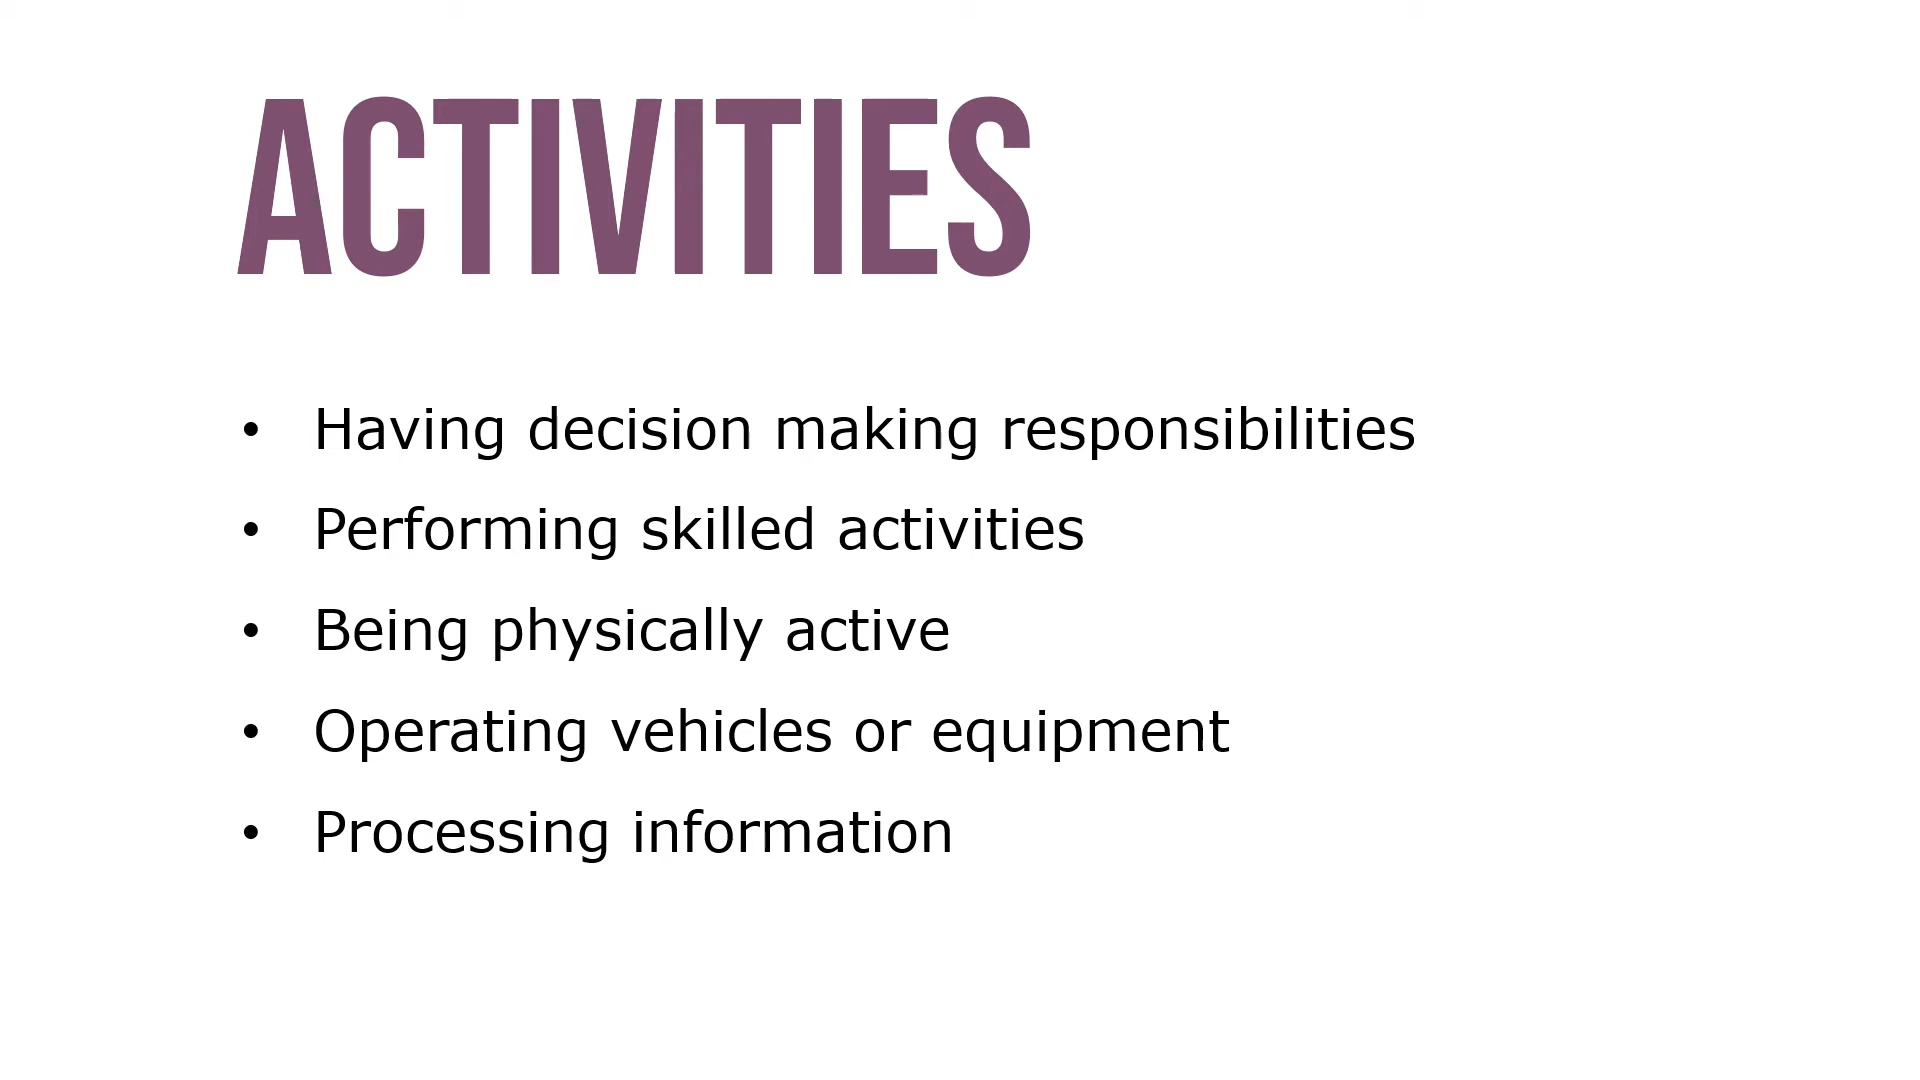 ACTIVITIES
• Having decision making responsibilities
• Performing skilled activities
• Being physically active
• Operating vehicles or equipment
• Processing information